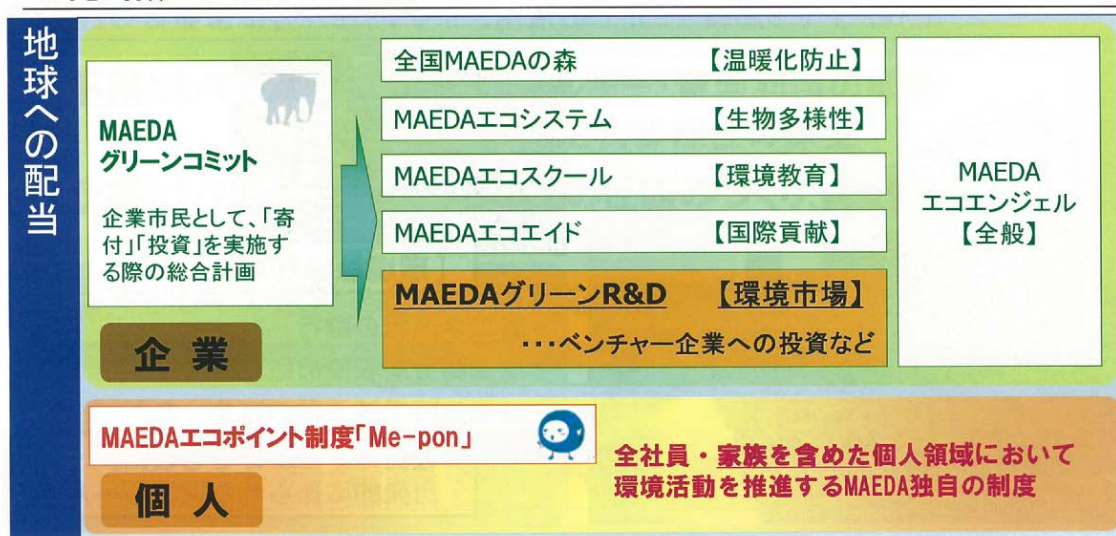 地球への配当
MAEDA
グリーンコミット
企業市民として、「寄
付」「投資」を実施す
る際の総合計画
企 業
全国MAEDAの森 【温暖化防止】
MAEDAエコシステム 【生物多様性】
MAEDAエコスクール 【環境教育】
MAEDAエコエイド 【国際貢献】
MAEDAグリーンR&D 【環境市場】
・・・ベンチャー企業への投資など
MAEDA
エコエンジェル
【全般】
MAEDAエコポイント制度「Me-pon」
個 人
全社員・家族を含めた個人領域において
環境活動を推進するMAEDA独自の制度